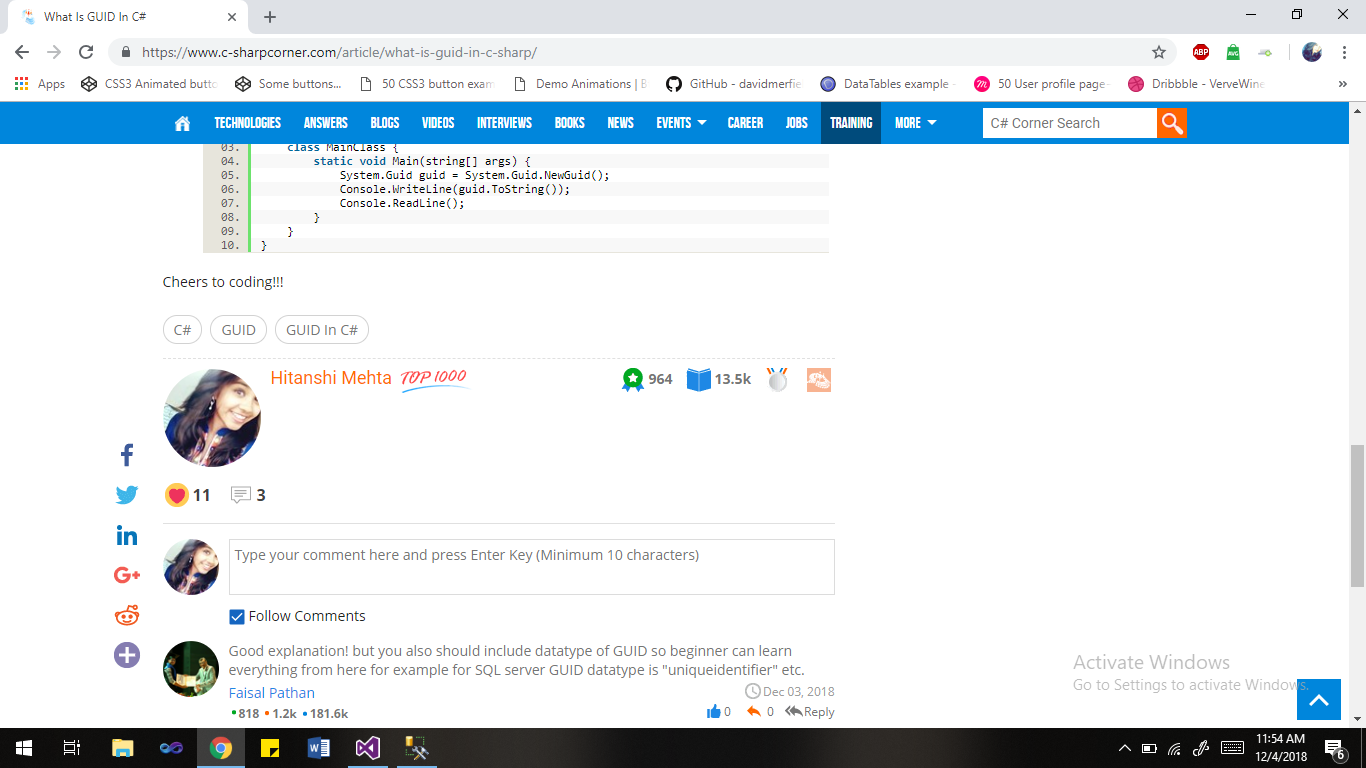 What Is GUID In C#
https://www.c-sharpcorner.com/article/what-is-guid-in-c-sharp/
ABP
AVG
Apps
CSS3 Animated butto
Some buttons...
50 CSS3 button exam
Demo Animations | B
GitHub - davidmerfie
DataTables example -
50 User profile page
Dribbble - VerveWine
»
TECHNOLOGIES ANSWERS BLOGS VIDEOS INTERVIEWS BOOKS NEWS EVENTS CAREER JOBS TRAINING MORE
C# Corner Search
03. class MainClass {
04. static void Main(string[] args) {
05. System.Guid guid = System.Guid.NewGuid();
06. Console.WriteLine(guid.ToString());
07. Console.ReadLine();
08. }
09. }
10. }
Cheers to coding!!!
C# GUID GUID In C#
Hitanshi Mehta TOP 1000 964 13.5k
11 3
Type your comment here and press Enter Key (Minimum 10 characters)
Follow Comments
Good explanation! but you also should include datatype of GUID so beginner can learn
everything from here for example for SQL server GUID datatype is "uniqueidentifier" etc.
Faisal Pathan Dec 03, 2018
818 1.2k 181.6k 0 0 Reply
Activate Windows
Go to Settings to activate Windows.
11:54 AM
12/4/2018
6